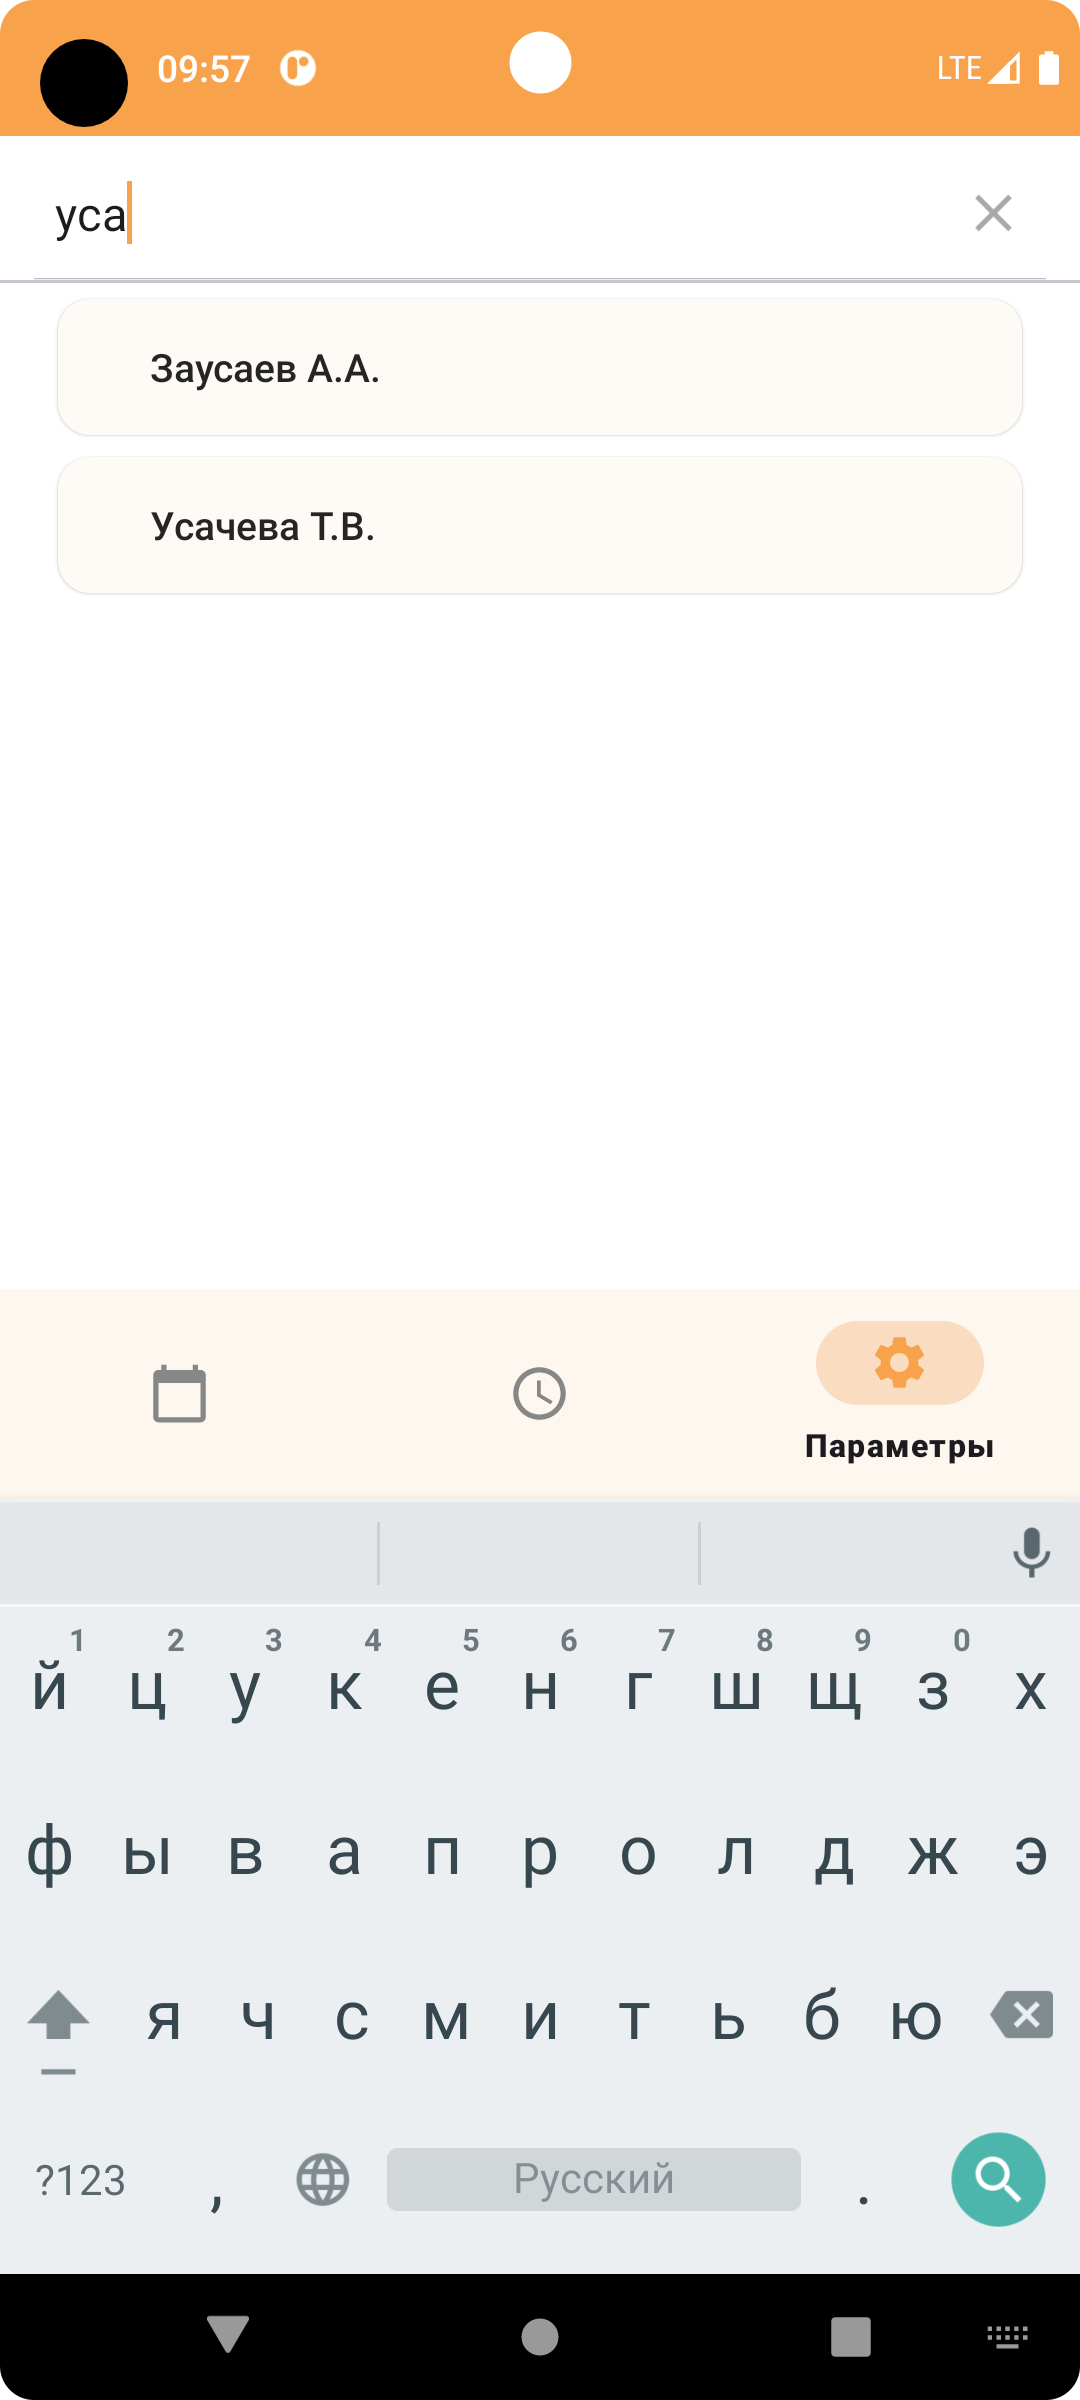 09:57
LTE
уса
Заусаев А.А.
Усачева Т.В.
Параметры
1 2 3 4 5 6 7 8 9 0
й ц у к е н г ш щ з х
ф ы в а п р о л д ж э
я ч с м и т ь б ю
?123 , Русский .